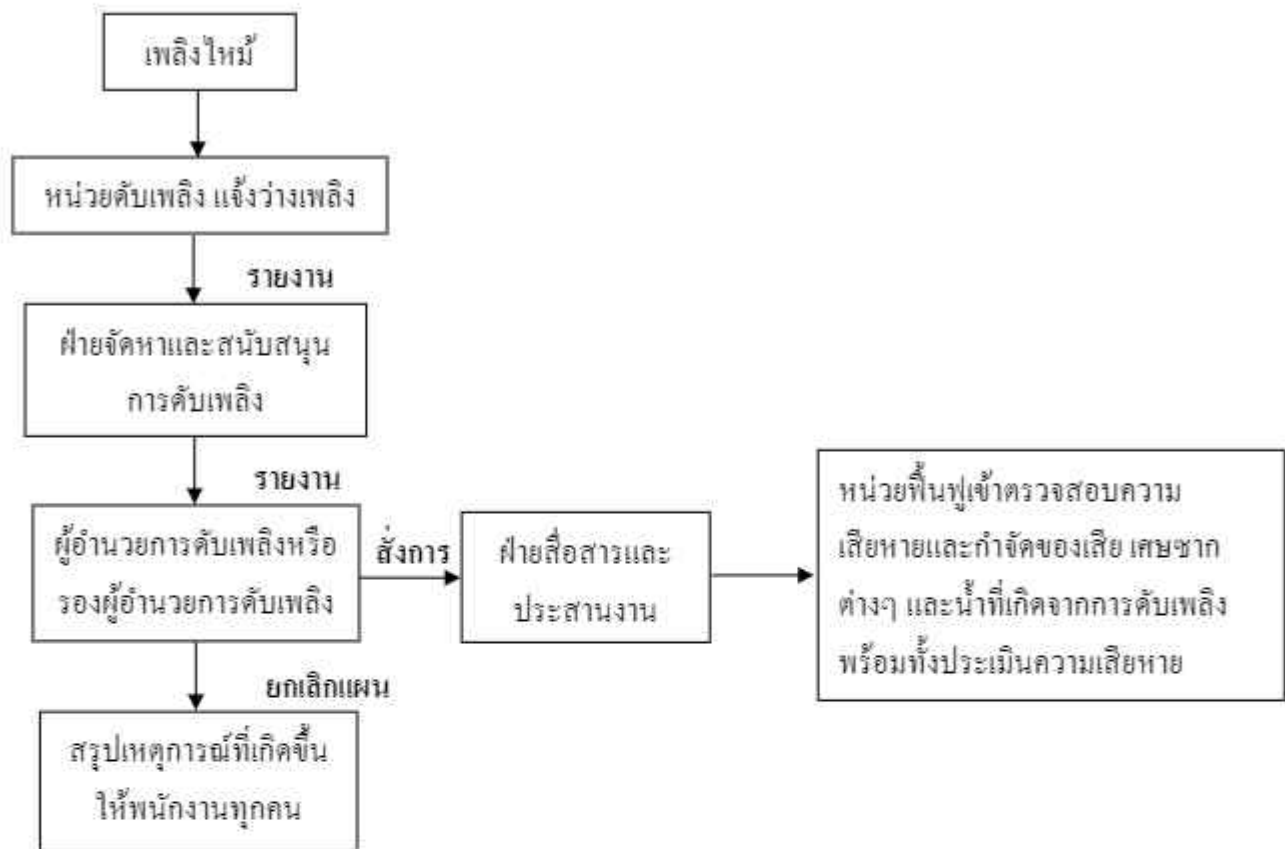 เพลิงไหม้
หน่วยดับเพลิง แจ้งว่างเพลิง
รายงาน
ฝ่ายจัดหาและสนับสนุน
การดับเพลิง
รายงาน
ผู้อำนวยการดับเพลิงหรือ
รองผู้อำนวยการดับเพลิง
สั่งการ
ฝ่ายสื่อสารและ
ประสานงาน
หน่วยฟื้นฟูเข้าตรวจสอบความ
เสียหายและกำจัดของเสีย เศษซาก
ต่างๆ และน้ำที่เกิดจากการดับเพลิง
พร้อมทั้งประเมินความเสียหาย
ยกเลิกแผน
สรุปเหตุการณ์ที่เกิดขึ้น
ให้พนักงานทุกคน